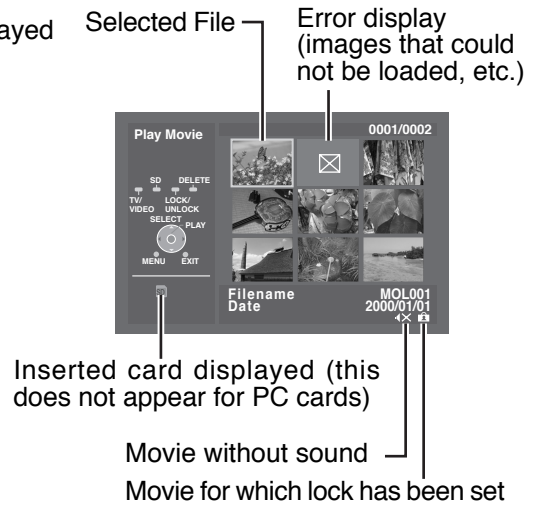 ayed
Selected File
Error display
(images that could
not be loaded, etc.)
Play Movie
0001/0002
SD DELETE
TV/ LOCK/
VIDEO UNLOCK
SELECT
PLAY
MENU EXIT
SD
Filename MOL001
Date 2000/01/01
Inserted card displayed (this
does not appear for PC cards)
Movie without sound
Movie for which lock has been set